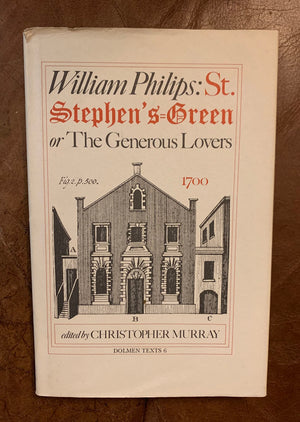 William Philips: St.
Stephen's=Green
or The Generous Lovers
Fig. 2. p. 500.
1700
A
B C
edited by CHRISTOPHER MURRAY
DOLMEN TEXTS 6